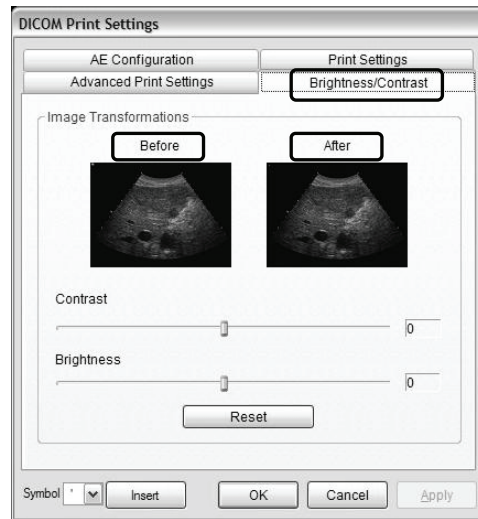 DICOM Print Settings
AE Configuration Print Settings
Advanced Print Settings Brightness/Contrast
Image Transformations
Before After
Contrast
0
Brightness
0
Reset
Symbol ' Insert OK Cancel Apply